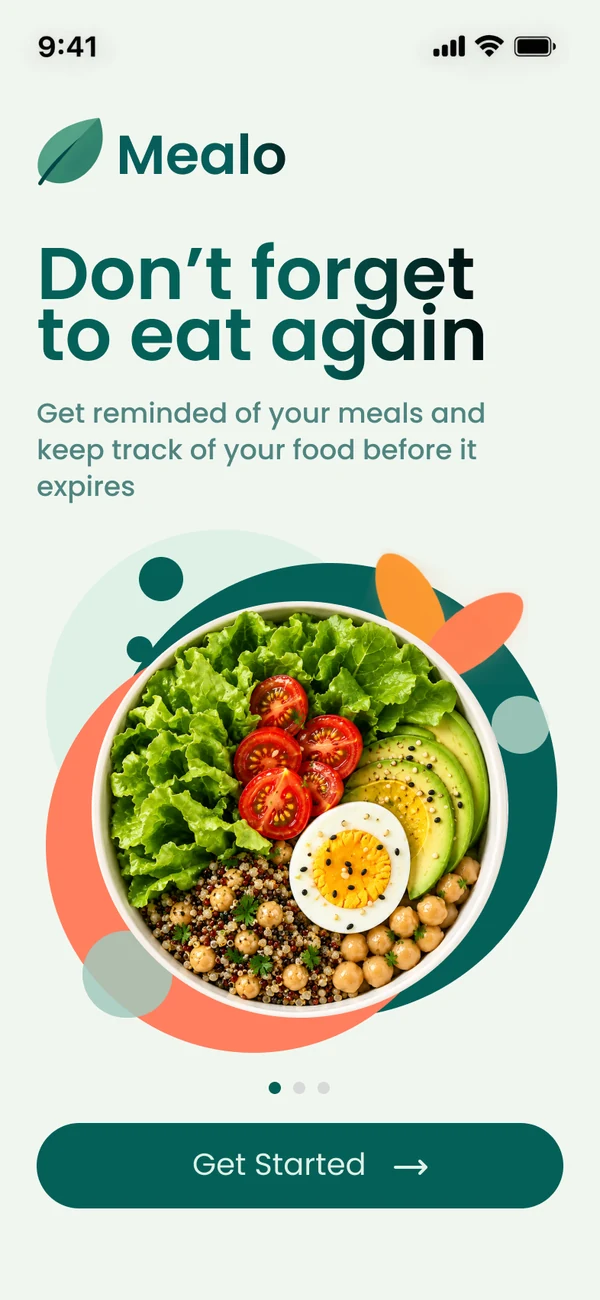 9:41
Mealo
Don’t forget
to eat again
Get reminded of your meals and
keep track of your food before it
expires
Get Started →